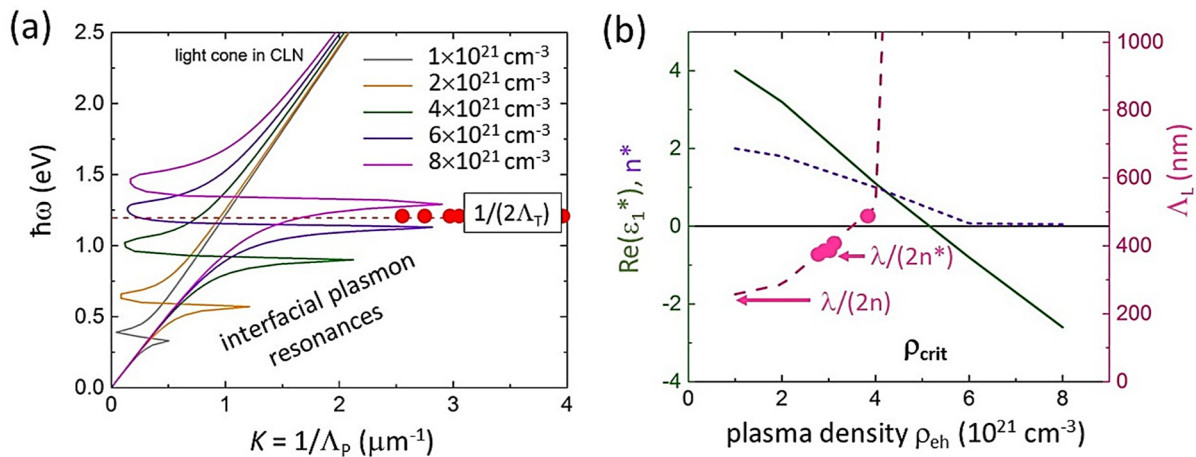 (a)
2.5
2.0
1.5
1.0
0.5
0.0
ħω (eV)
light cone in CLN
1×10²¹ cm-³
2×10²¹ cm-³
4×10²¹ cm-³
6×10²¹ cm-³
8×10²¹ cm-³
1/(2Λ_T)
interfacial plasmon
resonances
0 1 2 3 4
K = 1/Λ_P (μm⁻¹)
(b)
4
2
0
-2
-4
Re(ε₁*), n*
λ/(2n*)
λ/(2n)
ρ_crit
1000
800
600
400
200
0
Λ_L (nm)
0 2 4 6 8 10
plasma density ρ_eh (10²¹ cm⁻³)